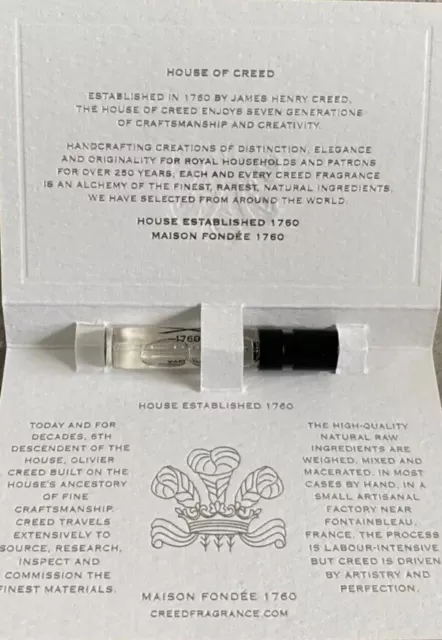 HOUSE OF CREED
ESTABLISHED IN 1760 BY JAMES HENRY CREED,
THE HOUSE OF CREED ENJOYS SEVEN GENERATIONS
OF CRAFTSMANSHIP AND CREATIVITY.
HANDCRAFTING CREATIONS OF DISTINCTION, ELEGANCE
AND ORIGINALITY FOR ROYAL HOUSEHOLDS AND PATRONS
FOR OVER 250 YEARS; EACH AND EVERY CREED FRAGRANCE
IS AN ALCHEMY OF THE FINEST, RAREST, NATURAL INGREDIENTS,
WE HAVE SELECTED FROM AROUND THE WORLD.
HOUSE ESTABLISHED 1760
MAISON FONDÉE 1760
1760
HOUSE ESTABLISHED 1760
TODAY AND FOR
DECADES, 6TH
DESCENDENT OF THE
HOUSE, OLIVIER
CREED BUILT ON THE
HOUSE'S ANCESTORY
OF FINE
CRAFTSMANSHIP.
CREED TRAVELS
EXTENSIVELY TO
SOURCE, RESEARCH,
INSPECT AND
COMMISSION THE
FINEST MATERIALS.
THE HIGH-QUALITY
NATURAL RAW
INGREDIENTS ARE
WEIGHED, MIXED AND
MACERATED, IN MOST
CASES BY HAND, IN A
SMALL ARTISANAL
FACTORY NEAR
FONTAINBLEAU,
FRANCE. THE PROCESS
IS LABOUR-INTENSIVE
BUT CREED IS DRIVEN
BY ARTISTRY AND
PERFECTION.
MAISON FONDÉE 1760
CREEDFRAGRANCE.COM